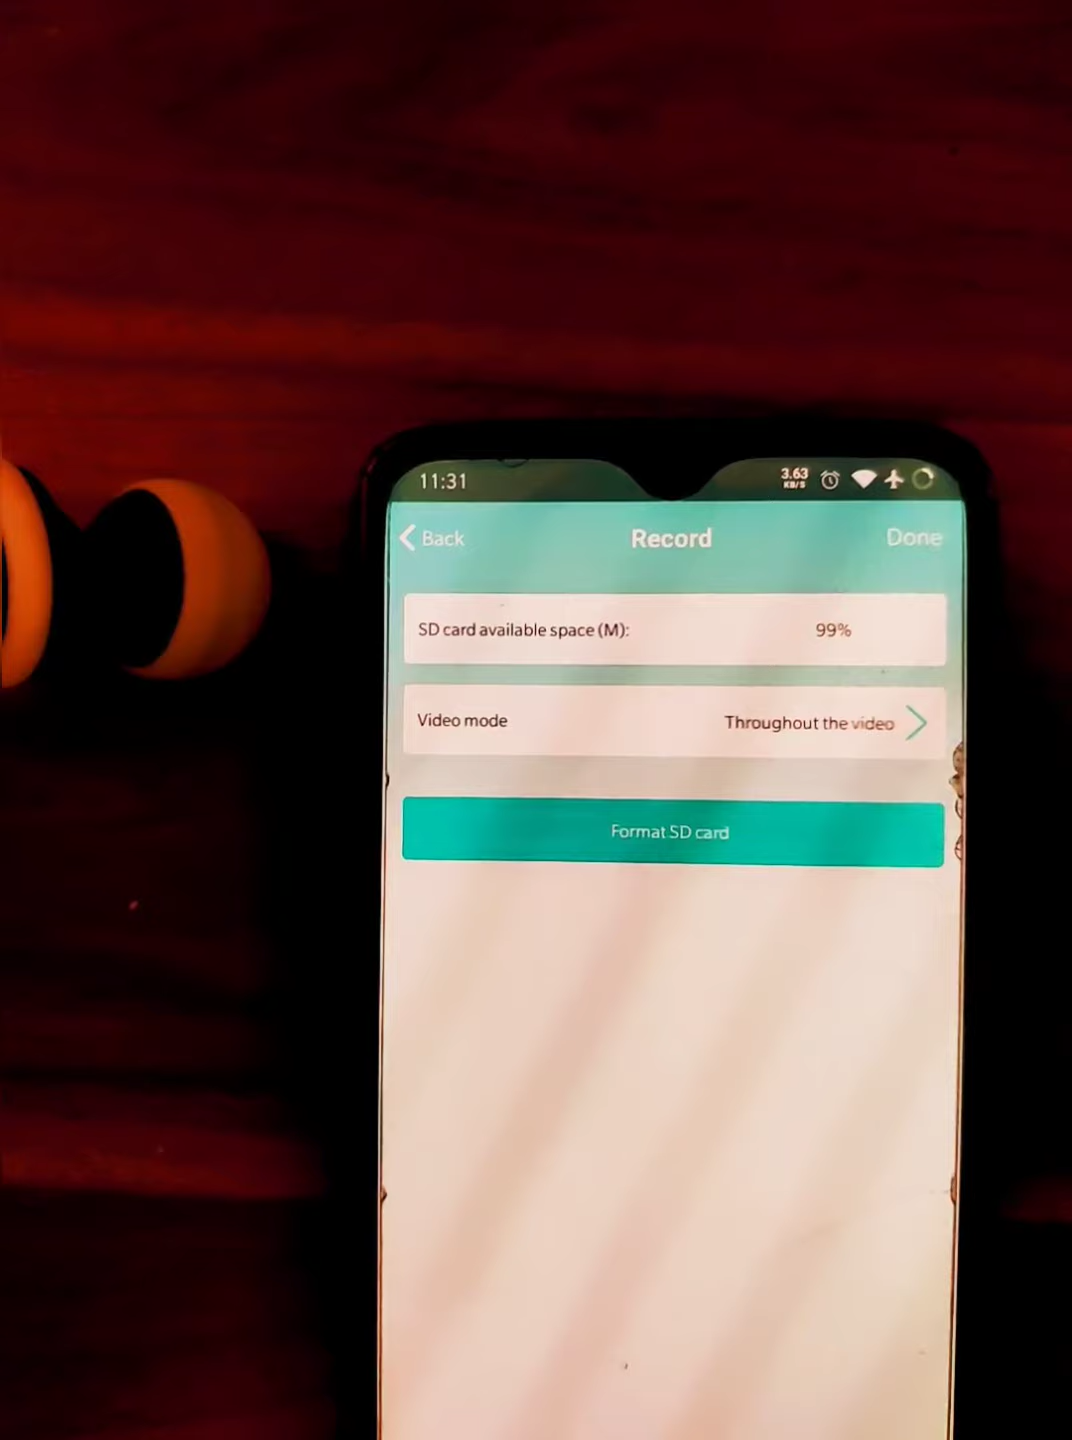 11:31 3.63 KB/S
Back Record Done
SD card available space (M): 99%
Video mode Throughout the video
Format SD card